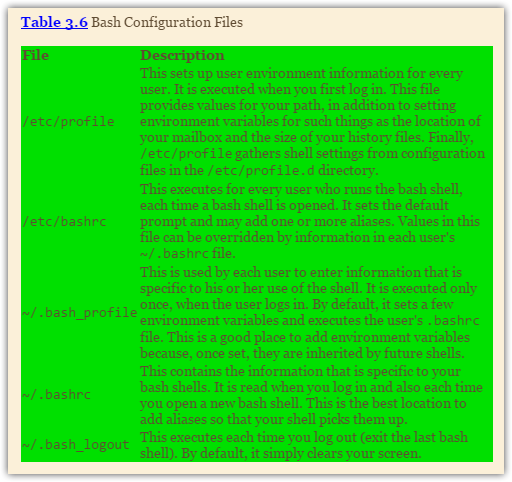 Table 3.6 Bash Configuration Files
File Description
This sets up user environment information for every
user. It is executed when you first log in. This file
provides values for your path, in addition to setting
/etc/profile environment variables for such things as the location of
your mailbox and the size of your history files. Finally,
/etc/profile gathers shell settings from configuration
files in the /etc/profile.d directory.
This executes for every user who runs the bash shell,
each time a bash shell is opened. It sets the default
/etc/bashrc prompt and may add one or more aliases. Values in this
file can be overridden by information in each user's
~/.bashrc file.
This is used by each user to enter information that is
specific to his or her use of the shell. It is executed only
once, when the user logs in. By default, it sets a few
~/.bash_profile environment variables and executes the user's .bashrc
file. This is a good place to add environment variables
because, once set, they are inherited by future shells.
This contains the information that is specific to your
~/.bashrc bash shells. It is read when you log in and also each time
you open a new bash shell. This is the best location to
add aliases so that your shell picks them up.
~/.bash_logout This executes each time you log out (exit the last bash
shell). By default, it simply clears your screen.